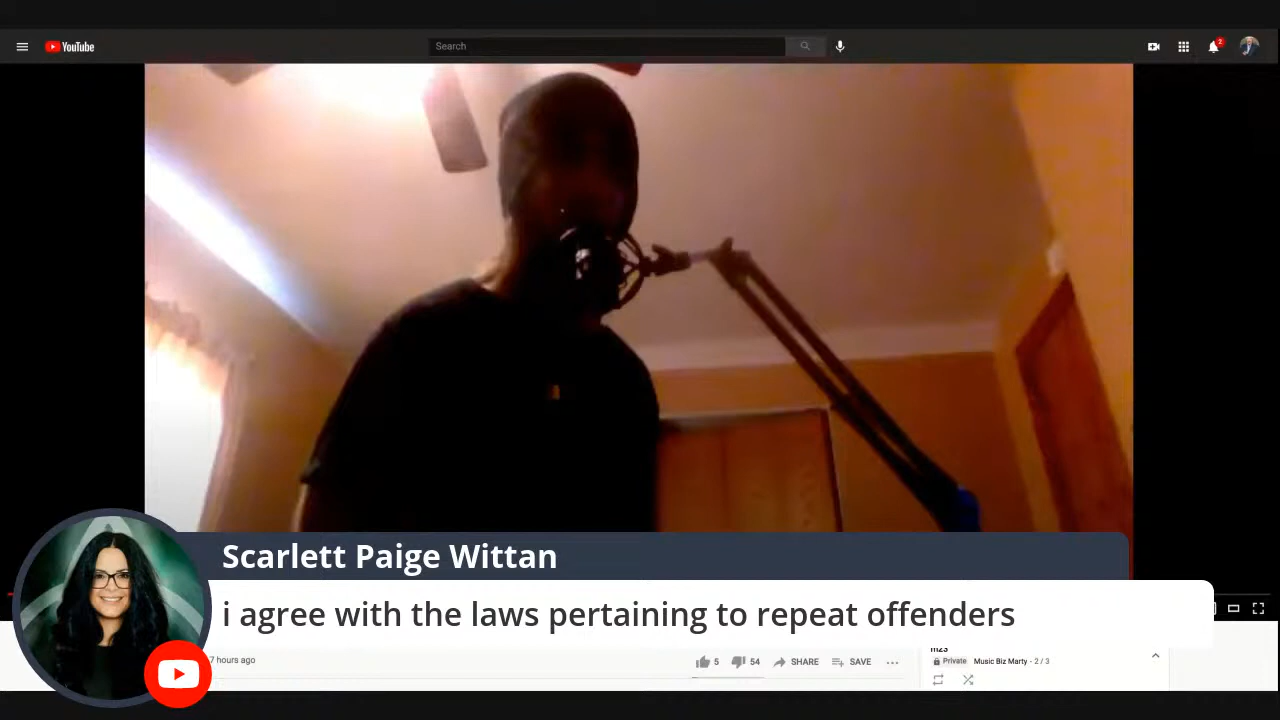 YouTube
Search
2
Scarlett Paige Wittan
i agree with the laws pertaining to repeat offenders
7 hours ago
5
54
SHARE
SAVE
Private
Music Biz Marty - 2 / 3